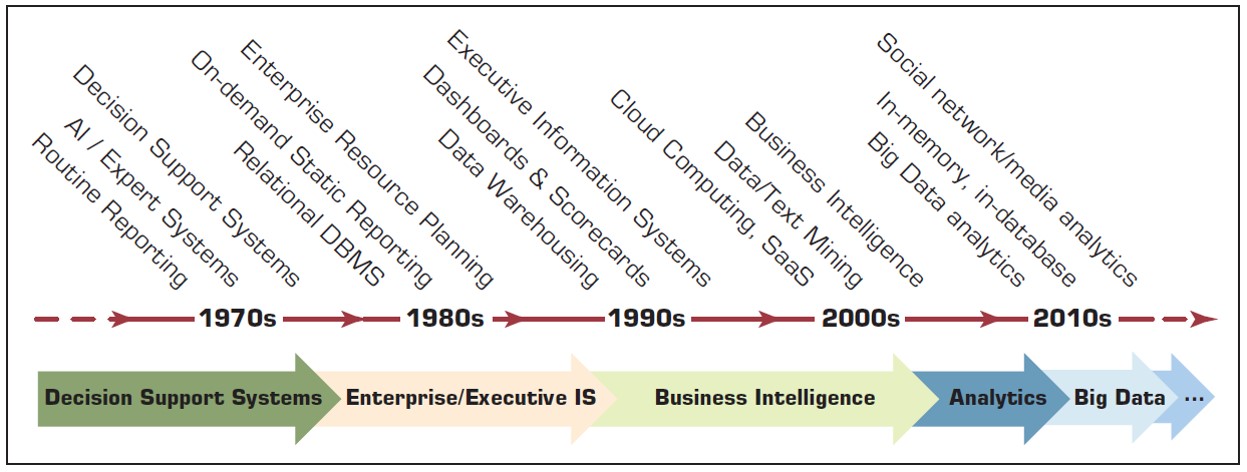 Routine Reporting
AI / Expert Systems
Decision Support Systems
Relational DBMS
On-demand Static Reporting
Enterprise Resource Planning
Data Warehousing
Dashboards & Scorecards
Executive Information Systems
Cloud Computing, SaaS
Data/Text Mining
Business Intelligence
Big Data analytics
In-memory, in-database
Social network/media analytics
1970s
1980s
1990s
2000s
2010s
Decision Support Systems
Enterprise/Executive IS
Business Intelligence
Analytics
Big Data
...